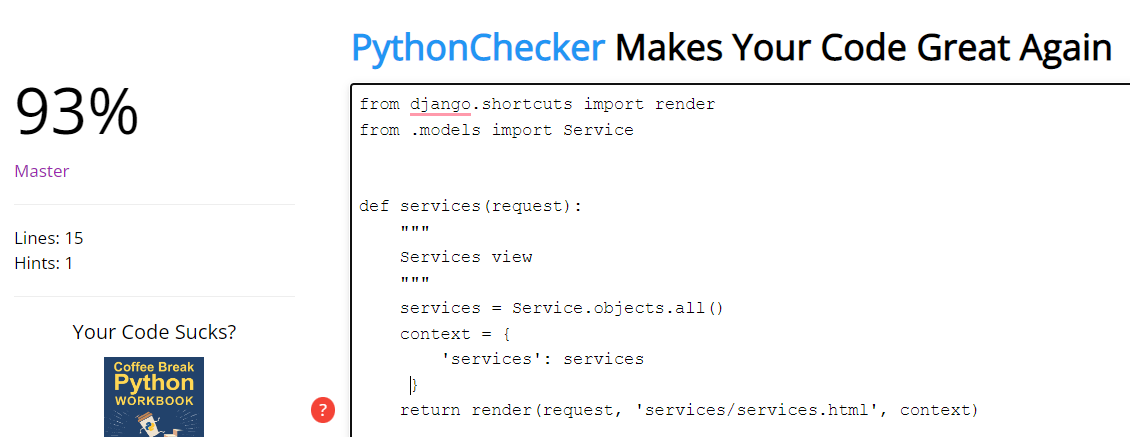 PythonChecker Makes Your Code Great Again
93%
Master
Lines: 15
Hints: 1
Your Code Sucks?
Coffee Break
Python
WORKBOOK
?
from django.shortcuts import render
from .models import Service
def services(request):
    """
    Services view
    """
    services = Service.objects.all()
    context = {
        'services': services
    }
    return render(request, 'services/services.html', context)